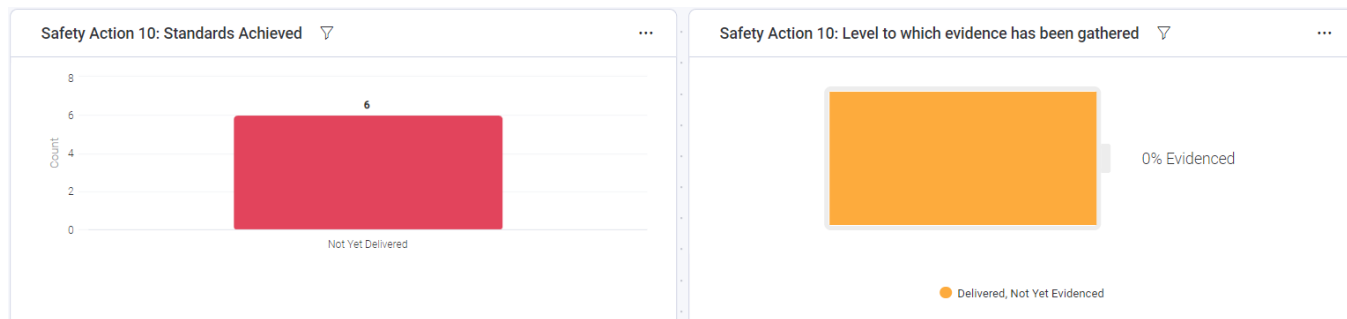 Safety Action 10: Standards Achieved
8
6
4
2
0
Count
6
Not Yet Delivered
Safety Action 10: Level to which evidence has been gathered
0% Evidenced
Delivered, Not Yet Evidenced